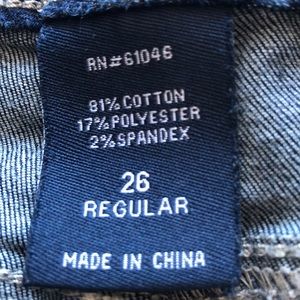 RN#61046
81% COTTON
17% POLYESTER
2% SPANDEX
26
REGULAR
MADE IN CHINA